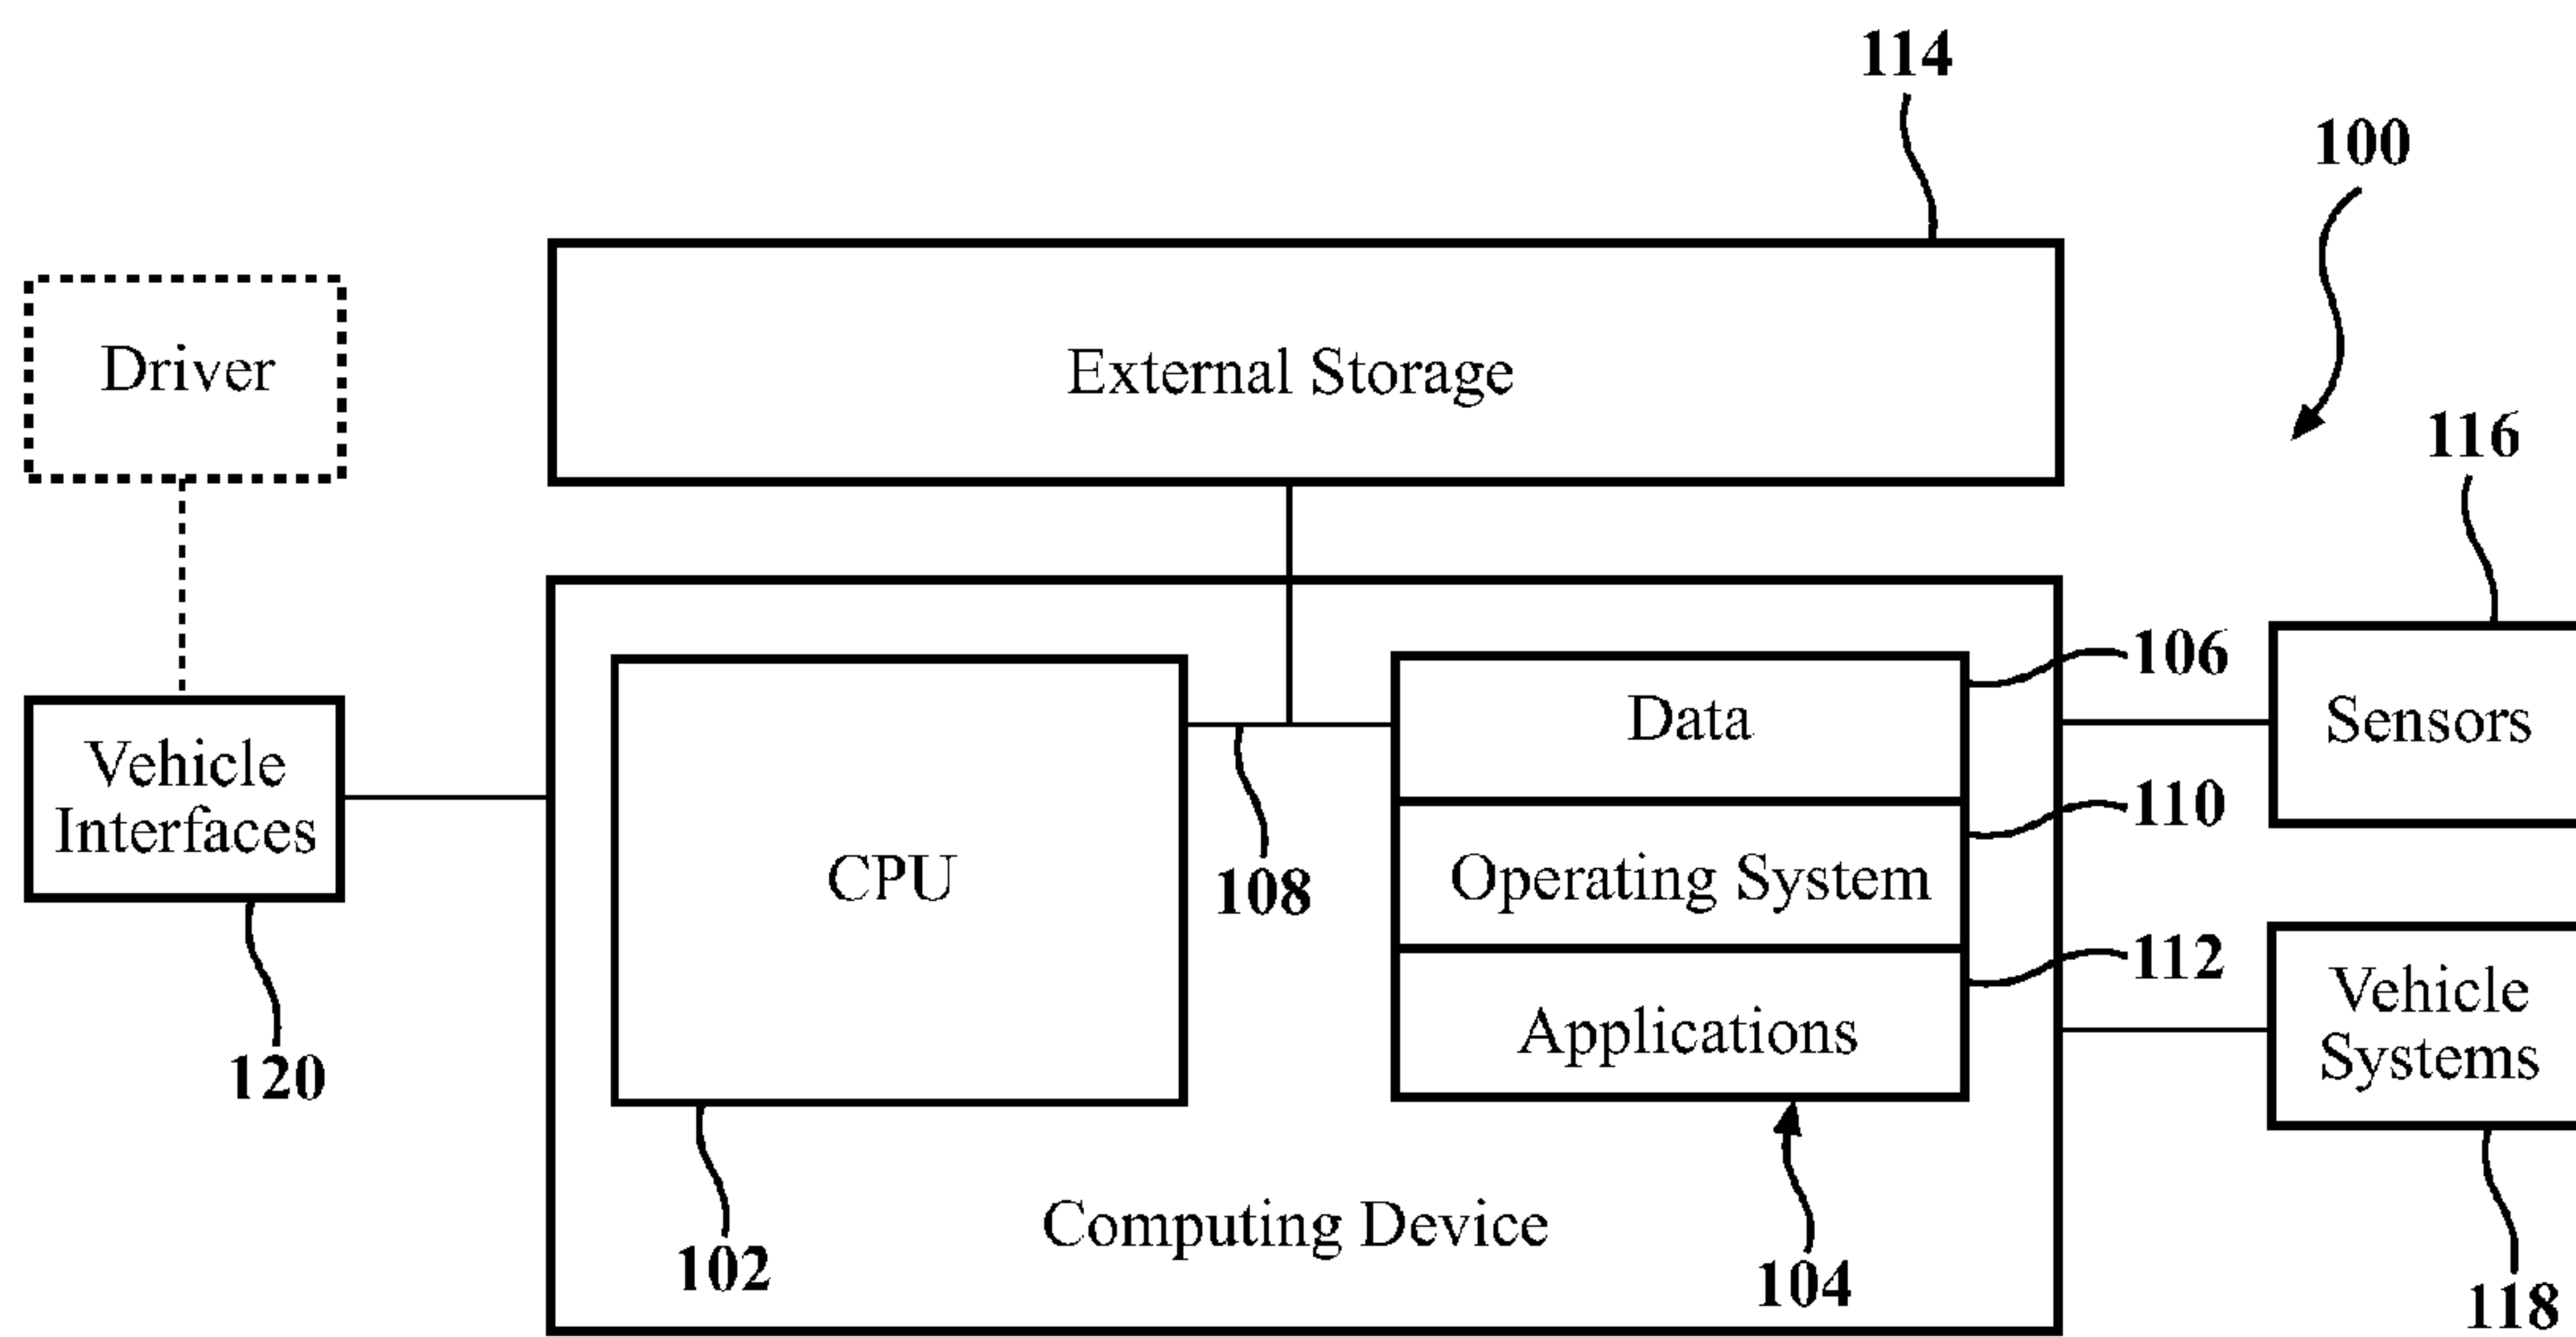 114
100
Driver
External Storage
116
106
Sensors
Data
Vehicle
Interfaces
110
CPU
108
Operating System
112
Vehicle
Systems
Applications
120
Computing Device
102
104
118